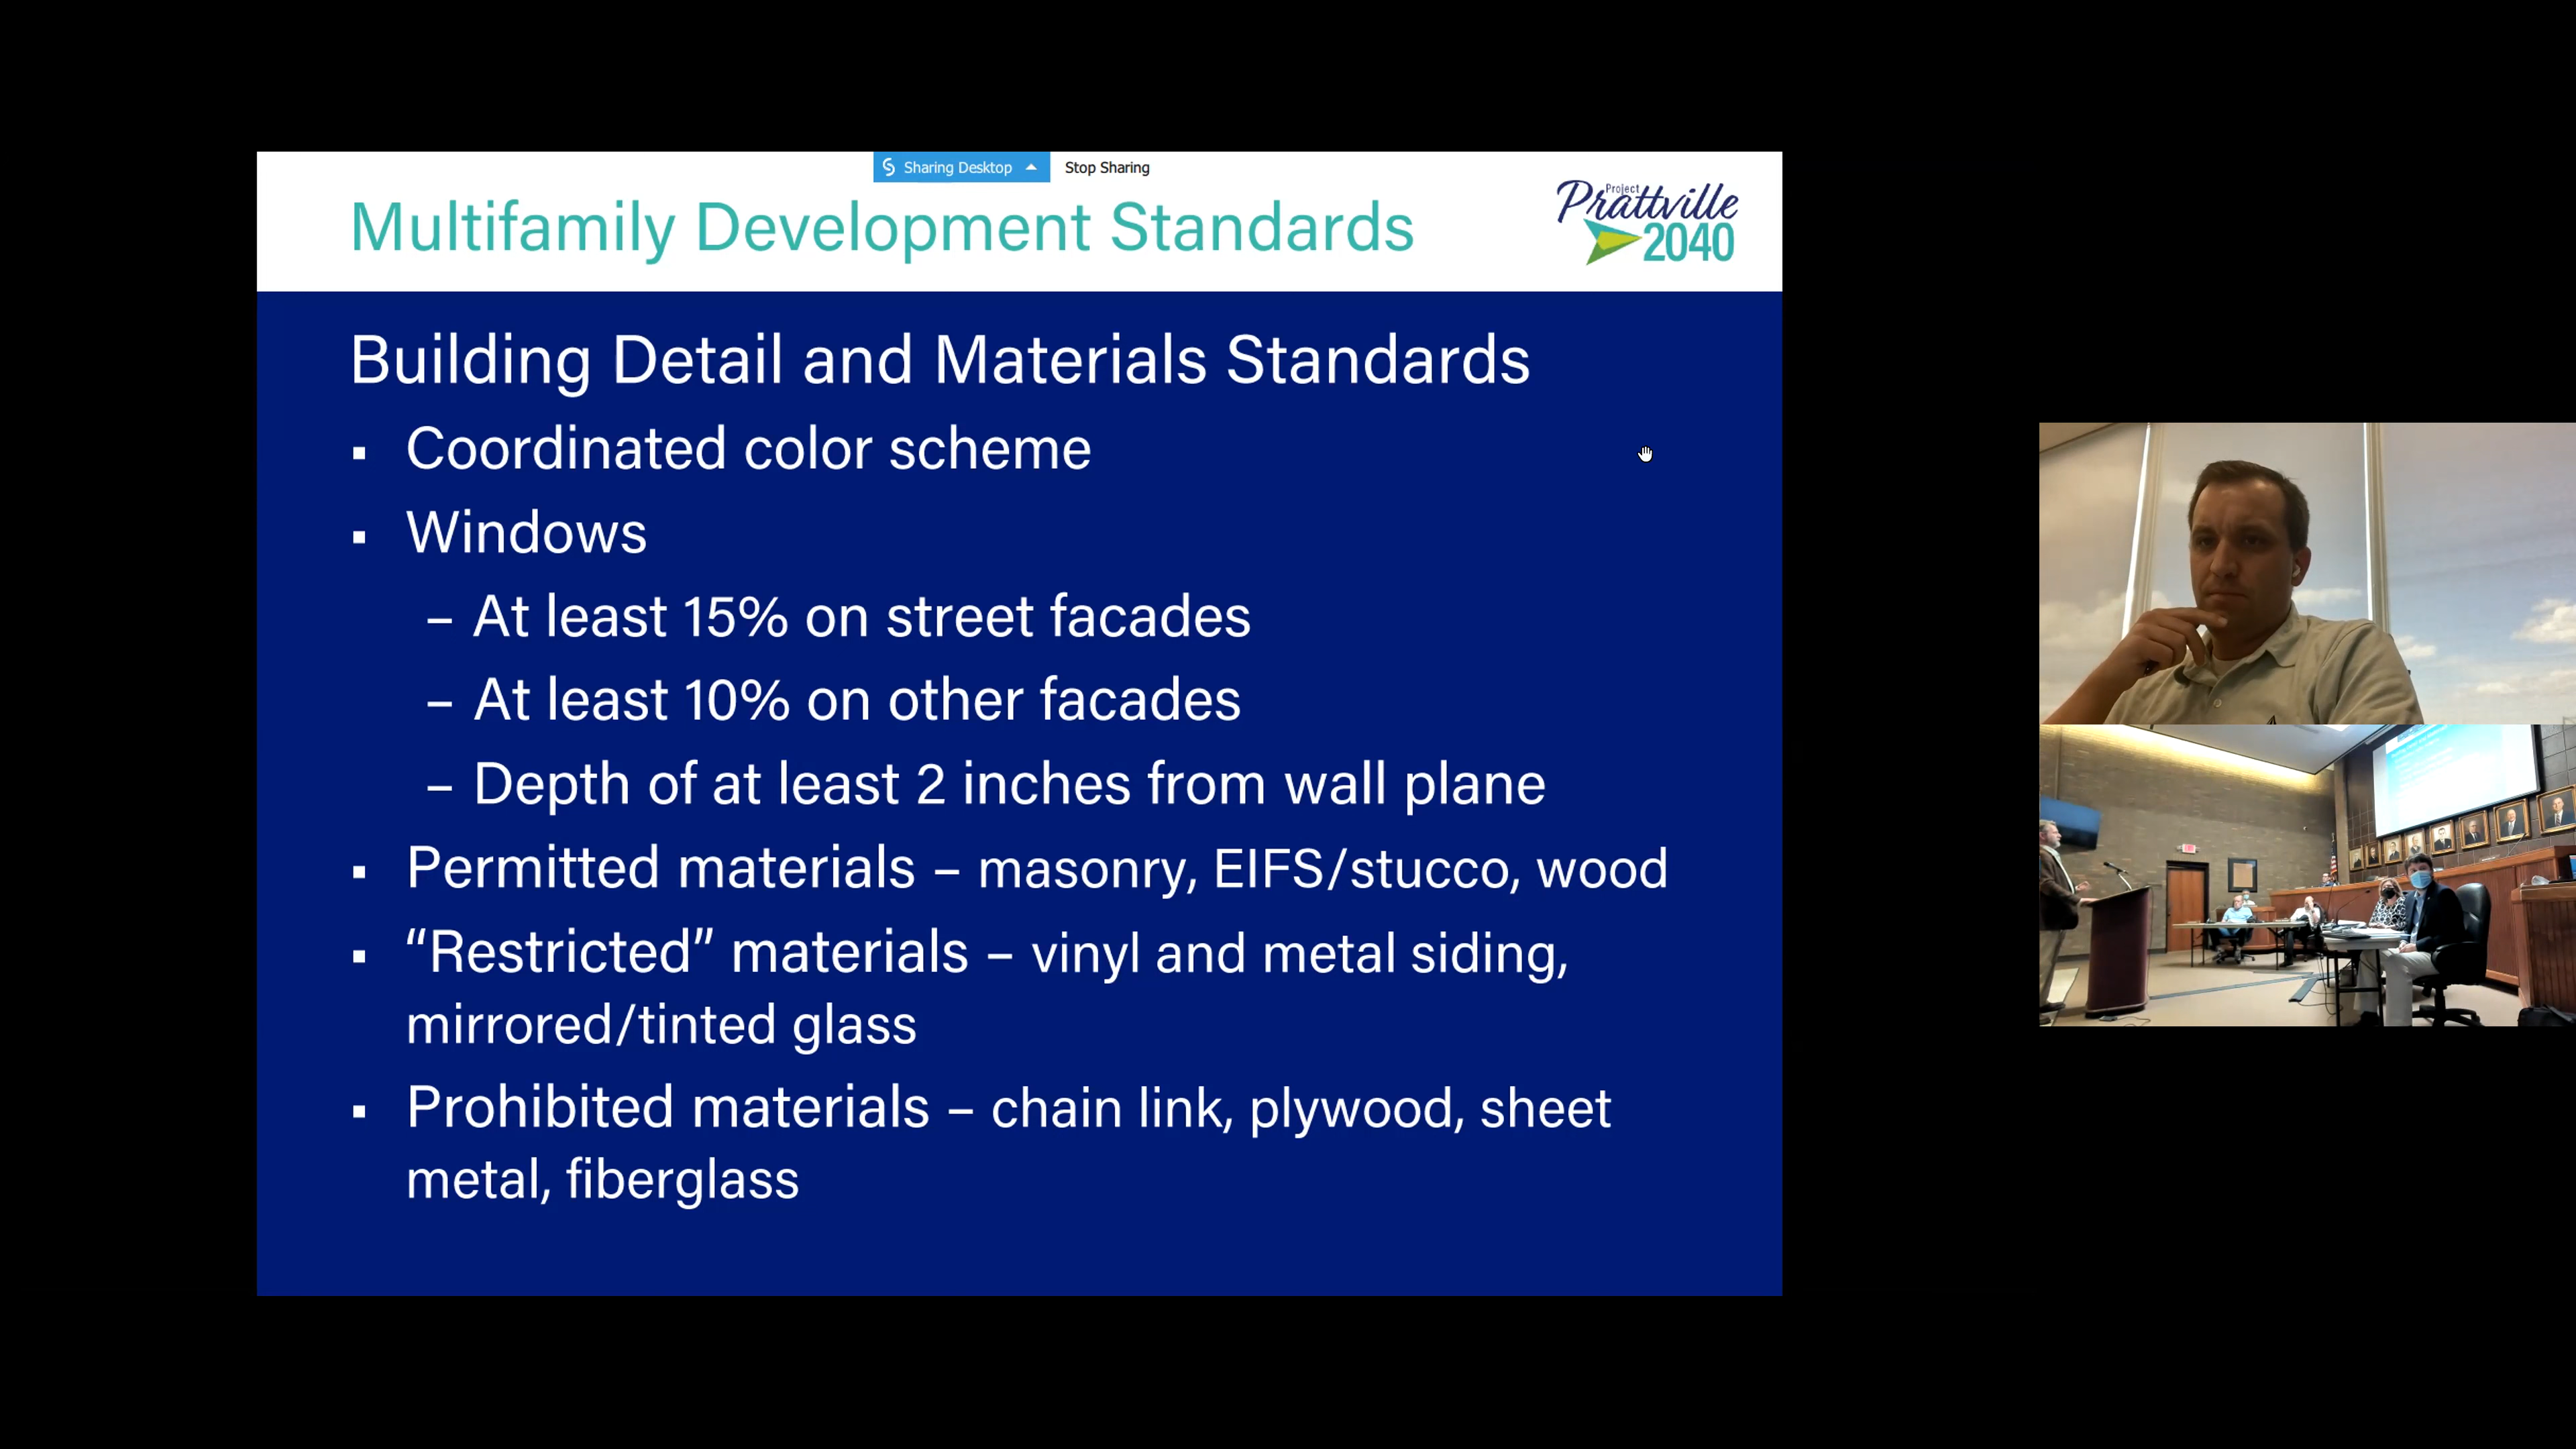 Sharing Desktop Stop Sharing
Multifamily Development Standards
Project
Prattville
2040
Building Detail and Materials Standards
▪ Coordinated color scheme
▪ Windows
– At least 15% on street facades
– At least 10% on other facades
– Depth of at least 2 inches from wall plane
▪ Permitted materials – masonry, EIFS/stucco, wood
▪ “Restricted” materials – vinyl and metal siding,
mirrored/tinted glass
▪ Prohibited materials – chain link, plywood, sheet
metal, fiberglass